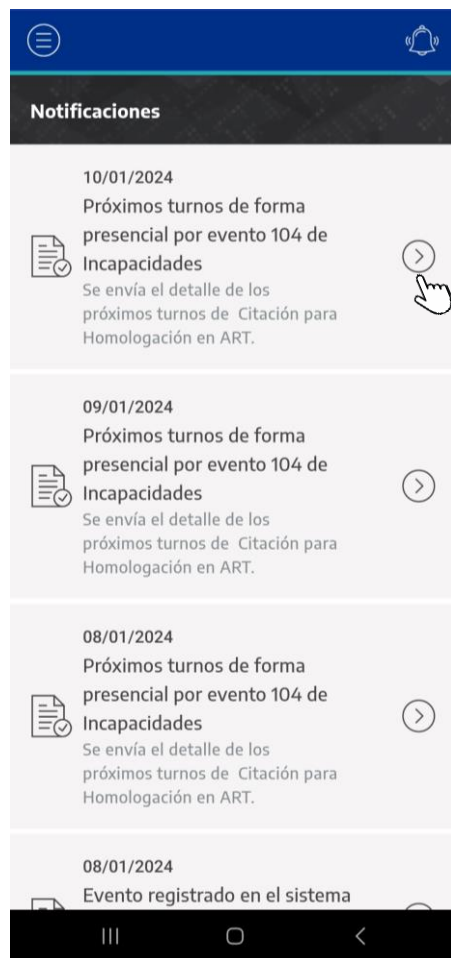 Notificaciones
10/01/2024
Próximos turnos de forma
presencial por evento 104 de
Incapacidades
Se envía el detalle de los
próximos turnos de Citación para
Homologación en ART.
09/01/2024
Próximos turnos de forma
presencial por evento 104 de
Incapacidades
Se envía el detalle de los
próximos turnos de Citación para
Homologación en ART.
08/01/2024
Próximos turnos de forma
presencial por evento 104 de
Incapacidades
Se envía el detalle de los
próximos turnos de Citación para
Homologación en ART.
08/01/2024
Evento registrado en el sistema